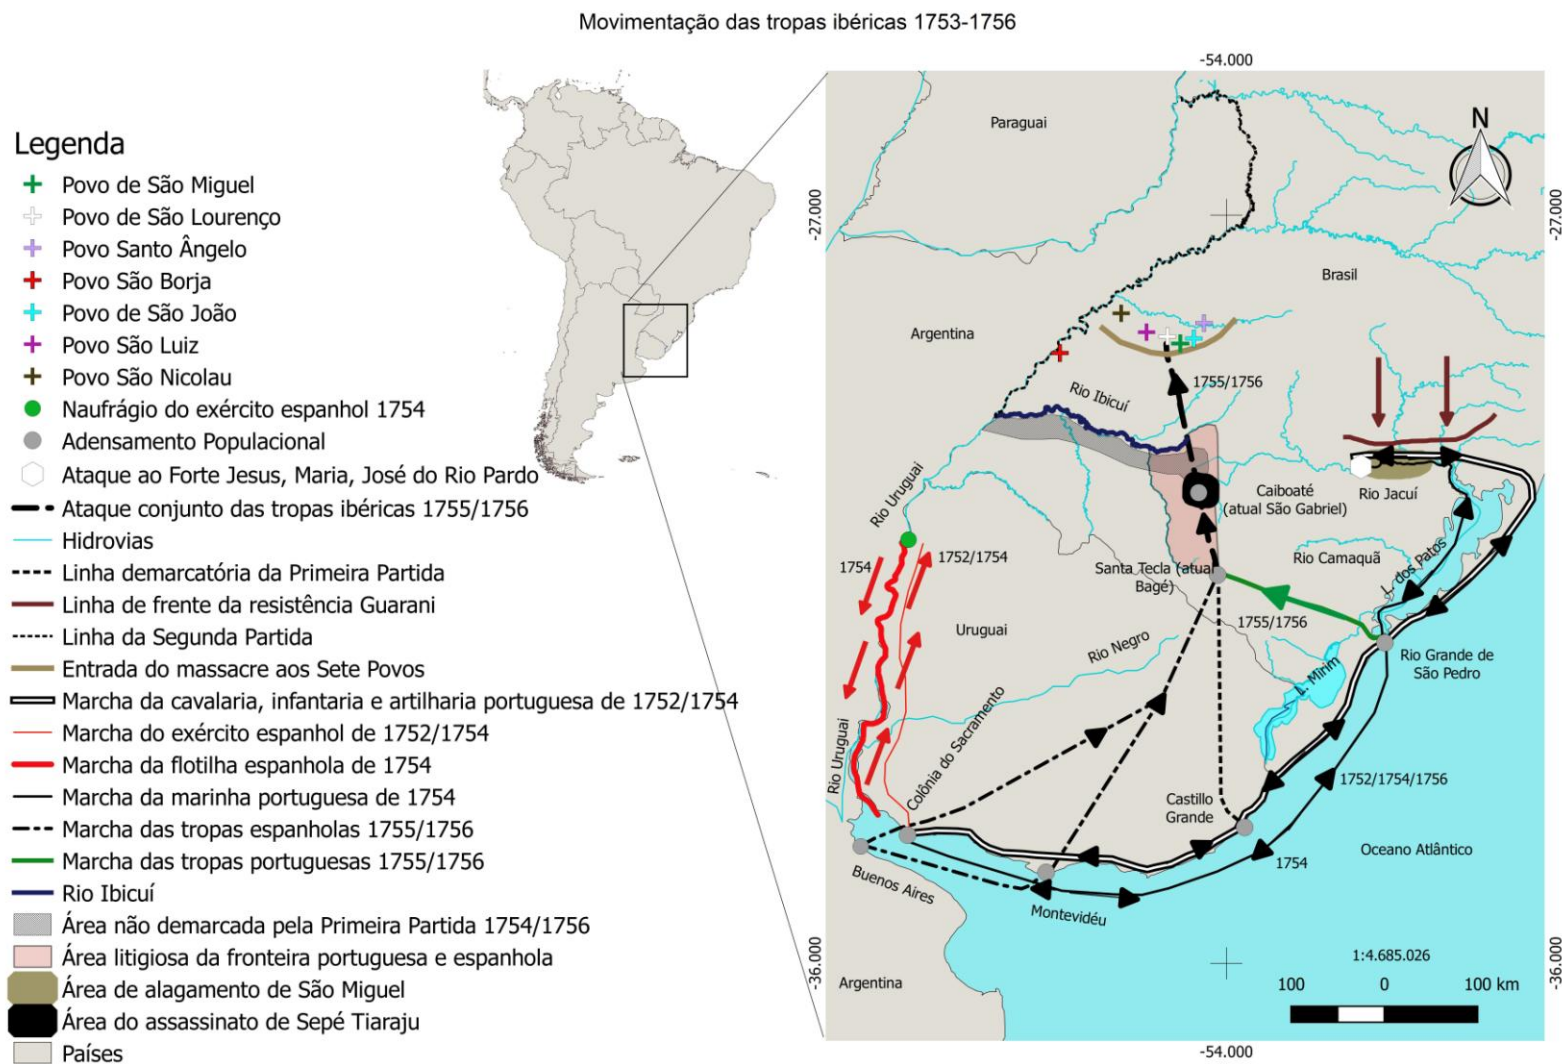 Movimentação das tropas ibéricas 1753-1756
Legenda
Povo de São Miguel
Povo de São Lourenço
Povo Santo Ângelo
Povo São Borja
Povo de São João
Povo São Luiz
Povo São Nicolau
Naufrágio do exército espanhol 1754
Adensamento Populacional
Ataque ao Forte Jesus, Maria, José do Rio Pardo
Ataque conjunto das tropas ibéricas 1755/1756
Hidrovias
Linha demarcatória da Primeira Partida
Linha de frente da resistência Guarani
Linha da Segunda Partida
Entrada do massacre aos Sete Povos
Marcha da cavalaria, infantaria e artilharia portuguesa de 1752/1754
Marcha do exército espanhol de 1752/1754
Marcha da flotilha espanhola de 1754
Marcha da marinha portuguesa de 1754
Marcha das tropas espanholas 1755/1756
Marcha das tropas portuguesas 1755/1756
Rio Ibicuí
Área não demarcada pela Primeira Partida 1754/1756
Área litigiosa da fronteira portuguesa e espanhola
Área de alagamento de São Miguel
Área do assassinato de Sepé Tiaraju
Países
-54.000
N
Paraguai
-27.000
-27.000
Brasil
Argentina
1755/1756
Rio Ibicuí
Rio Uruguai
Caiboaté
(atual São Gabriel)
Rio Jacuí
1754
1752/1754
Santa Tecla (atual
Bagé)
Rio Camaquã
L. dos Patos
1755/1756
Uruguai
Rio Negro
L. Mirim
Rio Grande de
São Pedro
Rio Uruguai
Colônia do Sacramento
1752/1754/1756
Castillo
Grande
1754
Oceano Atlântico
Buenos Aires
Montevidéu
-36.000
-36.000
Argentina
1:4.685.026
100
0
100 km
-54.000